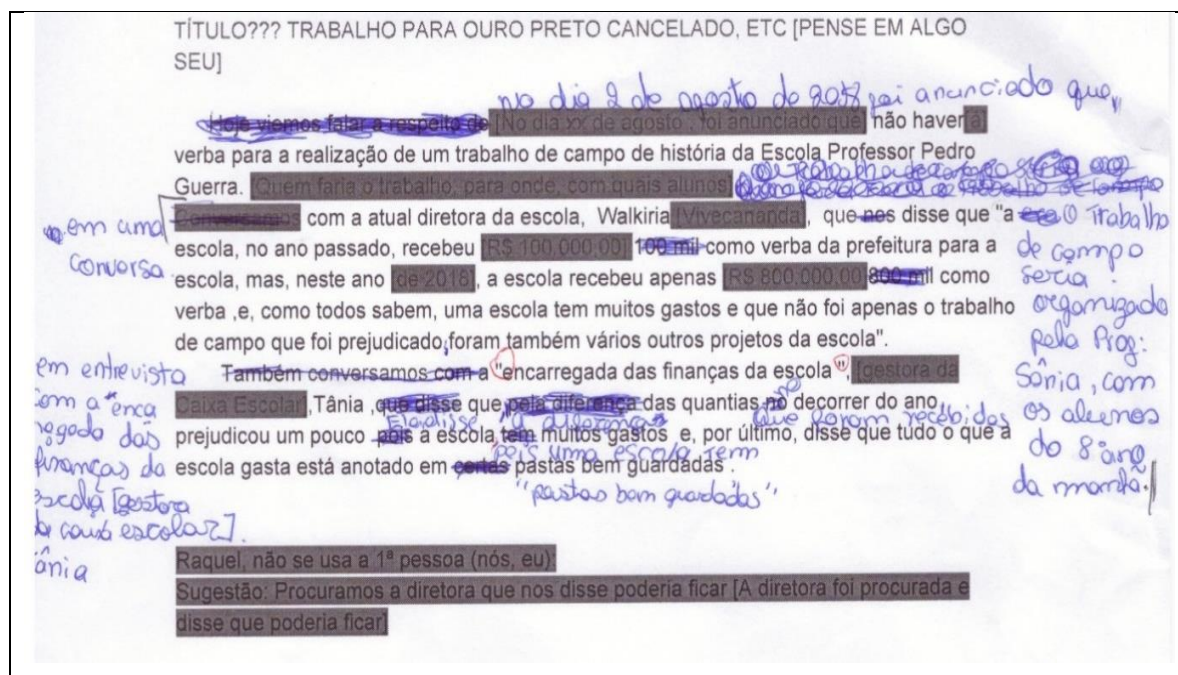 TÍTULO??? TRABALHO PARA OURO PRETO CANCELADO, ETC [PENSE EM ALGO
SEU]
No dia 2 de agosto de 2018 foi anunciado que,
Hoje viemos falar a respeito de [No dia xx de agosto , foi anunciado que] não haver[á]
verba para a realização de um trabalho de campo de história da Escola Professor Pedro
Guerra. [Quem faria o trabalho, para onde, com quais alunos]
Conversamos com a atual diretora da escola, Walkiria [Vivecananda], que nos disse que "a
escola, no ano passado, recebeu [R$ 100.000,00] 100 mil como verba da prefeitura para a
escola, mas, neste ano [de 2018], a escola recebeu apenas [R$ 800.000,00 800 mil como
verba ,e, como todos sabem, uma escola tem muitos gastos e que não foi apenas o trabalho
de campo que foi prejudicado,foram também vários outros projetos da escola".
Também conversamos com a "encarregada das finanças da escola ", [gestora da
Caixa Escolar],Tânia ,que disse que pela diferença das quantias no decorrer do ano,
Ela disse "a diferença" que foram recebidas
prejudicou um pouco pois a escola tem muitos gastos e, por último, disse que tudo o que a
pois uma escola tem
escola gasta está anotado em certas pastas bem guardadas .
"pastas bem guardadas".
em uma
conversa
em entrevista
com a "enca
regada das
finanças da
escola [gestora
da caixa escolar].
ânia
O Trabalho
de campo
seria
organizado
pela Prof:
Sônia, com
os alunos
do 8º ano
da manhã.
Raquel, não se usa a 1ª pessoa (nós, eu):
Sugestão: Procuramos a diretora que nos disse poderia ficar [A diretora foi procurada e
disse que poderia ficar]